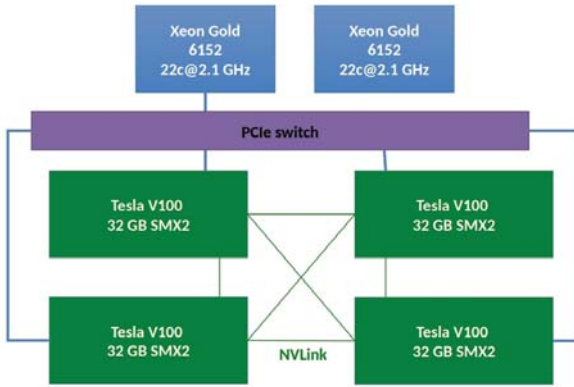 Xeon Gold
6152
22c@2.1 GHz
Xeon Gold
6152
22c@2.1 GHz
PCIe switch
Tesla V100
32 GB SMX2
Tesla V100
32 GB SMX2
Tesla V100
32 GB SMX2
NVLink
Tesla V100
32 GB SMX2